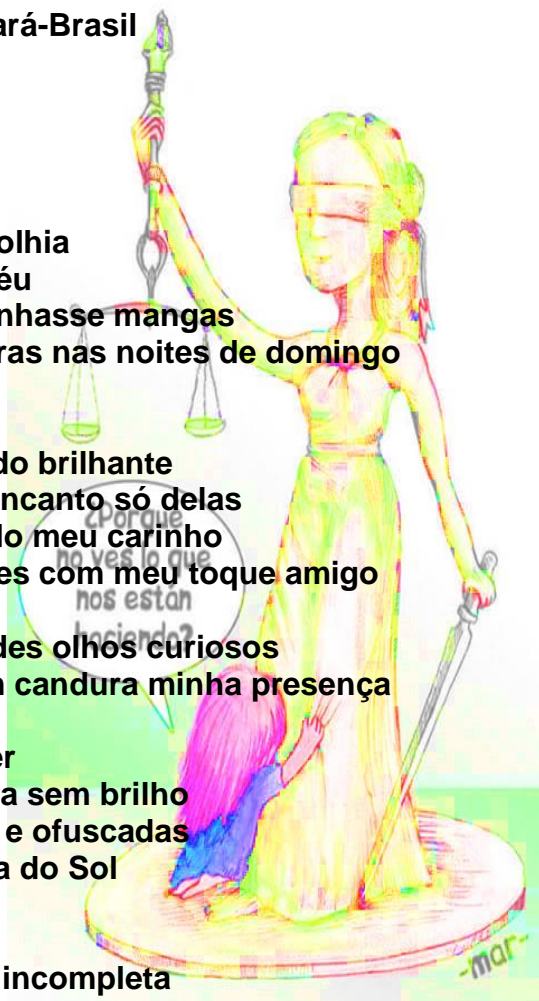 ará-Brasil
olhia
éu
nhasse mangas
ras nas noites de domingo
do brilhante
ncanto só delas
do meu carinho
es com meu toque amigo
des olhos curiosos
candura minha presença
er
a sem brilho
e ofuscadas
a do Sol
incompleta
¿Porque
no ves lo que
nos están
haciendo?
-mar-